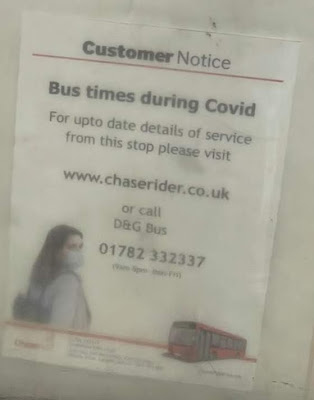 Customer Notice
Bus times during Covid
For upto date details of service
from this stop please visit
www.chaserider.co.uk
or call
D&G Bus
01782 332337